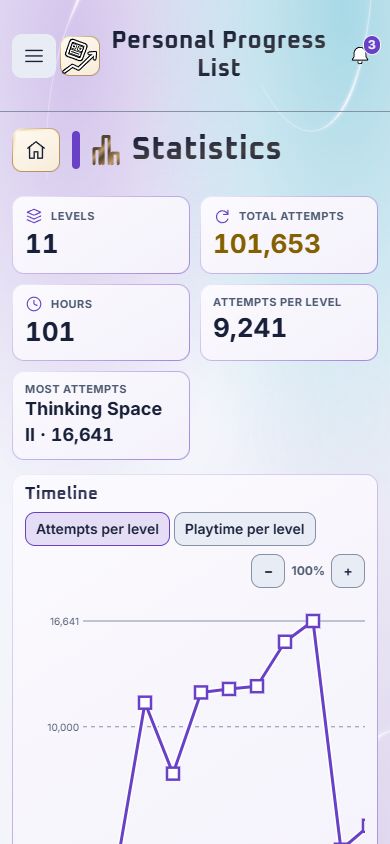 Personal Progress
List
3
Statistics
LEVELS
11
TOTAL ATTEMPTS
101,653
HOURS
101
ATTEMPTS PER LEVEL
9,241
MOST ATTEMPTS
Thinking Space
II · 16,641
Timeline
Attempts per level
Playtime per level
− 100% +
16,641
10,000